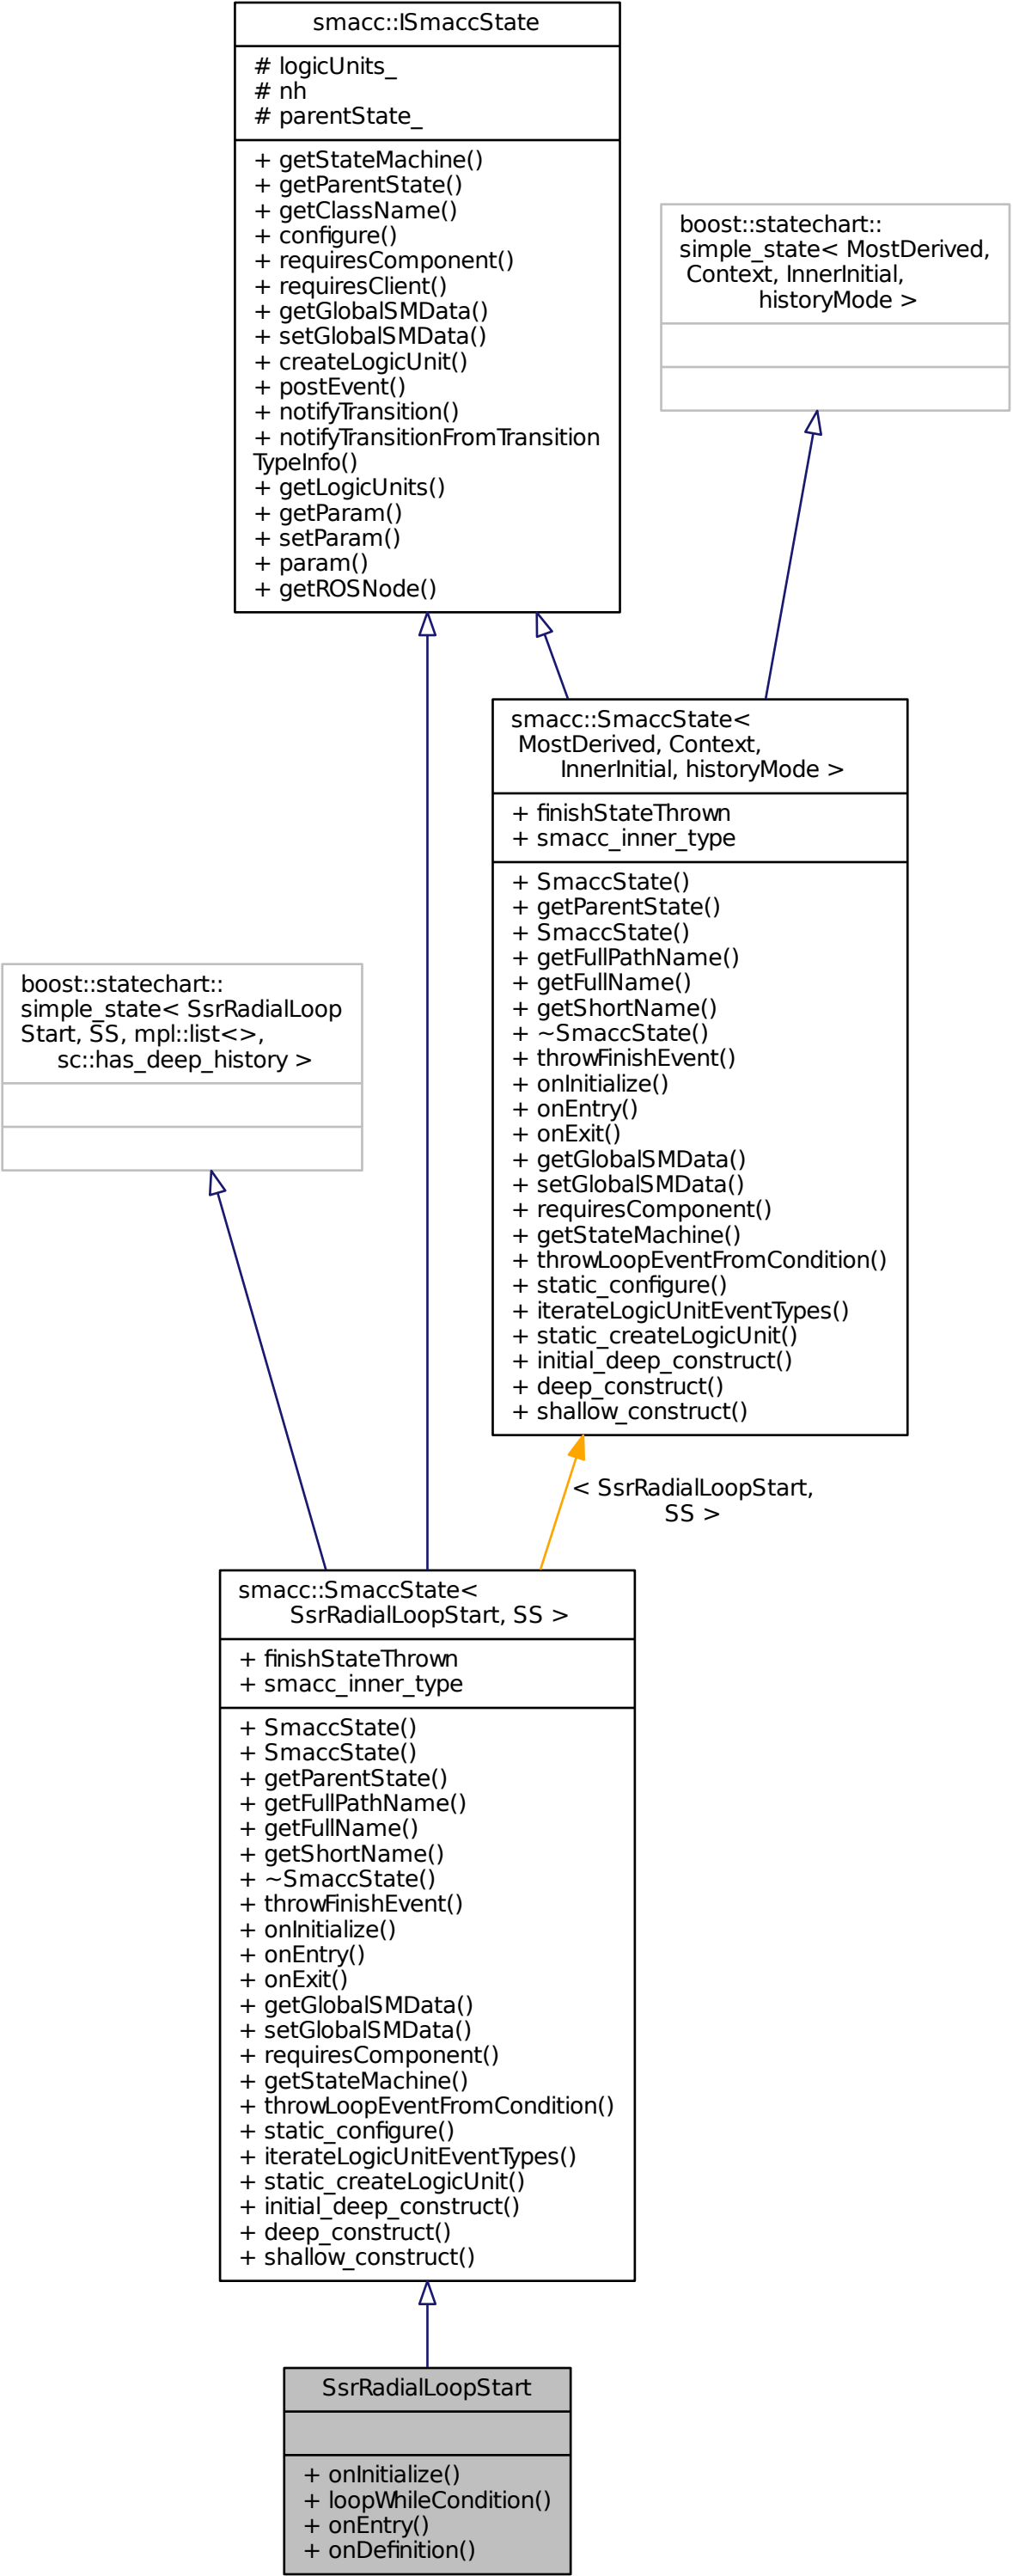 smacc::ISmaccState
# logicUnits_
# nh
# parentState_
+ getStateMachine()
+ getParentState()
+ getClassName()
+ configure()
+ requiresComponent()
+ requiresClient()
+ getGlobalSMData()
+ setGlobalSMData()
+ createLogicUnit()
+ postEvent()
+ notifyTransition()
+ notifyTransitionFromTransition
TypeInfo()
+ getLogicUnits()
+ getParam()
+ setParam()
+ param()
+ getROSNode()
boost::statechart::
simple_state< MostDerived,
Context, InnerInitial,
historyMode >
smacc::SmaccState<
MostDerived, Context,
InnerInitial, historyMode >
+ finishStateThrown
+ smacc_inner_type
+ SmaccState()
+ getParentState()
+ SmaccState()
+ getFullPathName()
+ getFullName()
+ getShortName()
+ ~SmaccState()
+ throwFinishEvent()
+ onInitialize()
+ onEntry()
+ onExit()
+ getGlobalSMData()
+ setGlobalSMData()
+ requiresComponent()
+ getStateMachine()
+ throwLoopEventFromCondition()
+ static_configure()
+ iterateLogicUnitEventTypes()
+ static_createLogicUnit()
+ initial_deep_construct()
+ deep_construct()
+ shallow_construct()
boost::statechart::
simple_state< SsrRadialLoop
Start, SS, mpl::list<>,
sc::has_deep_history >
< SsrRadialLoopStart,
SS >
smacc::SmaccState<
SsrRadialLoopStart, SS >
+ finishStateThrown
+ smacc_inner_type
+ SmaccState()
+ SmaccState()
+ getParentState()
+ getFullPathName()
+ getFullName()
+ getShortName()
+ ~SmaccState()
+ throwFinishEvent()
+ onInitialize()
+ onEntry()
+ onExit()
+ getGlobalSMData()
+ setGlobalSMData()
+ requiresComponent()
+ getStateMachine()
+ throwLoopEventFromCondition()
+ static_configure()
+ iterateLogicUnitEventTypes()
+ static_createLogicUnit()
+ initial_deep_construct()
+ deep_construct()
+ shallow_construct()
SsrRadialLoopStart
+ onInitialize()
+ loopWhileCondition()
+ onEntry()
+ onDefinition()